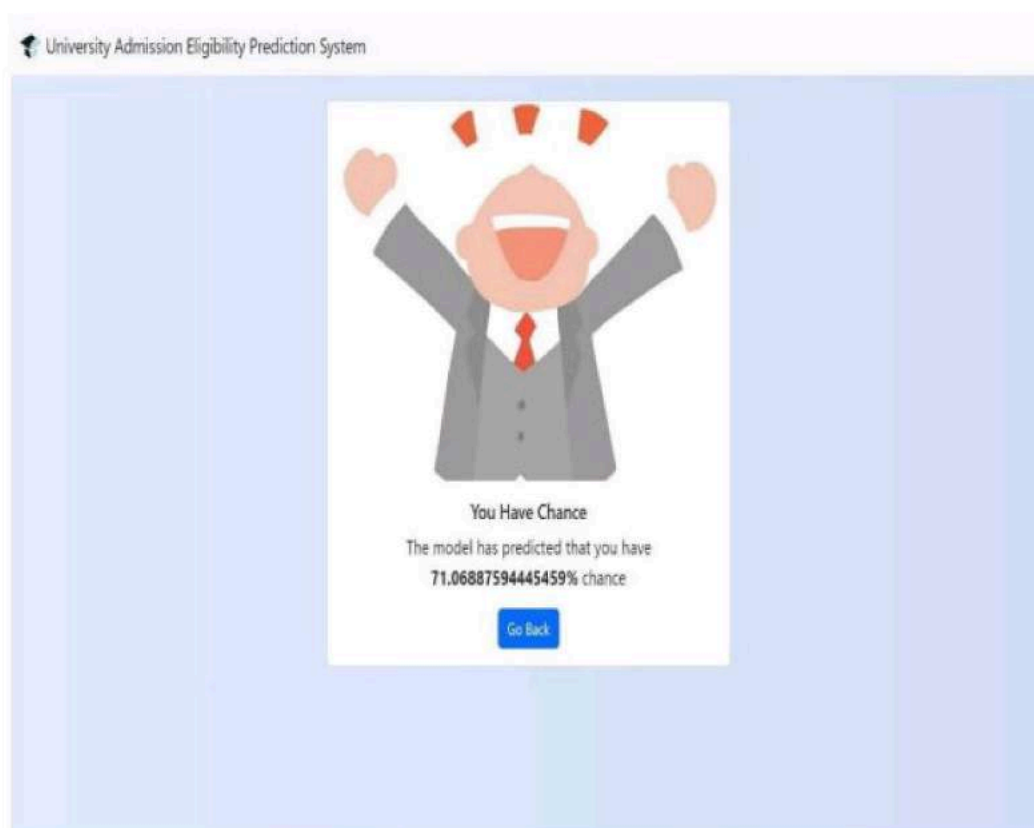 University Admission Eligibility Prediction System
You Have Chance
The model has predicted that you have
71.06887594445459% chance
Go Back